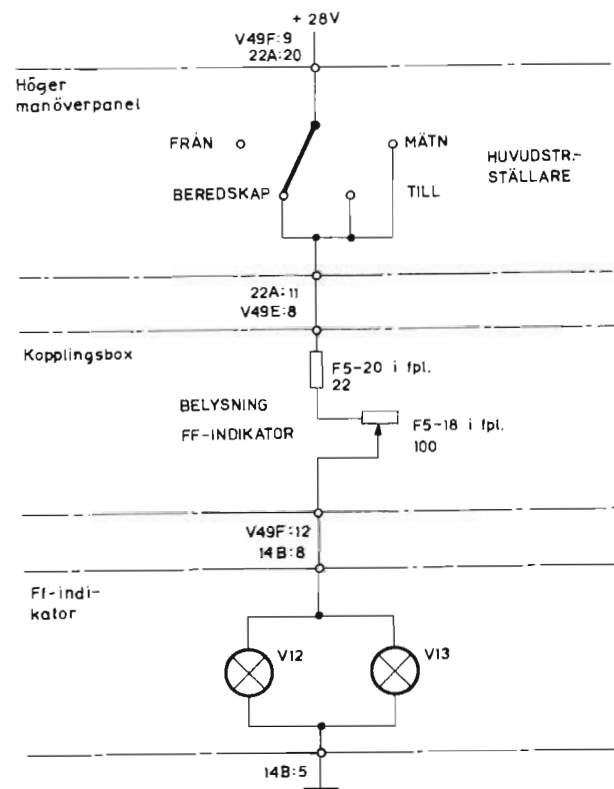 + 28V
V49F:9
22A:20
Höger
manöverpanel
FRÅN
MÄTN
HUVUDSTR.-
STÄLLARE
BEREDSKAP
TILL
22A:11
V49E:8
Kopplingsbox
F5-20 i fpl.
22
BELYSNING
FF-INDIKATOR
F5-18 i fpl.
100
V49F:12
14B:8
Ff-indi-
kator
V12
V13
14B:5